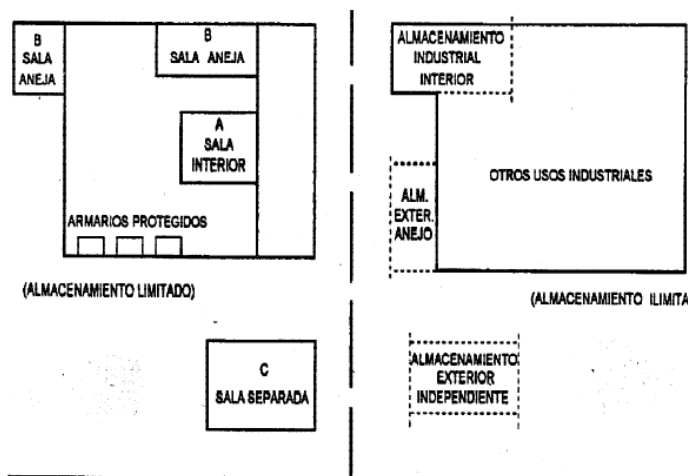 B
SALA
ANEJA
B
SALA ANEJA
A
SALA
INTERIOR
ARMARIOS PROTEGIDOS
(ALMACENAMIENTO LIMITADO)
C
SALA SEPARADA
ALMACENAMIENTO
INDUSTRIAL
INTERIOR
OTROS USOS INDUSTRIALES
ALM.
EXTER.
ANEJO
(ALMACENAMIENTO ILIMITA
ALMACENAMIENTO
EXTERIOR
INDEPENDIENTE